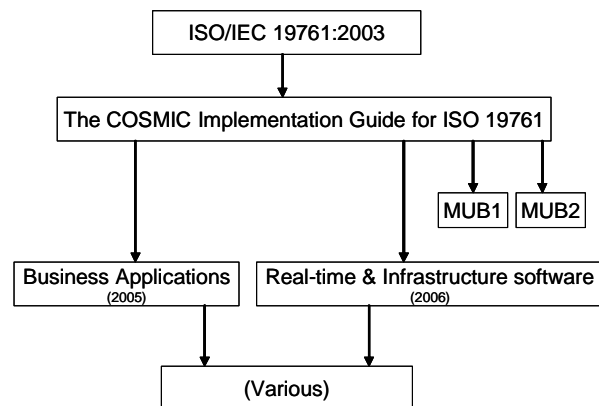 ISO/IEC 19761:2003
The COSMIC Implementation Guide for ISO 19761
MUB1
MUB2
Business Applications
(2005)
Real-time & Infrastructure software
(2006)
(Various)